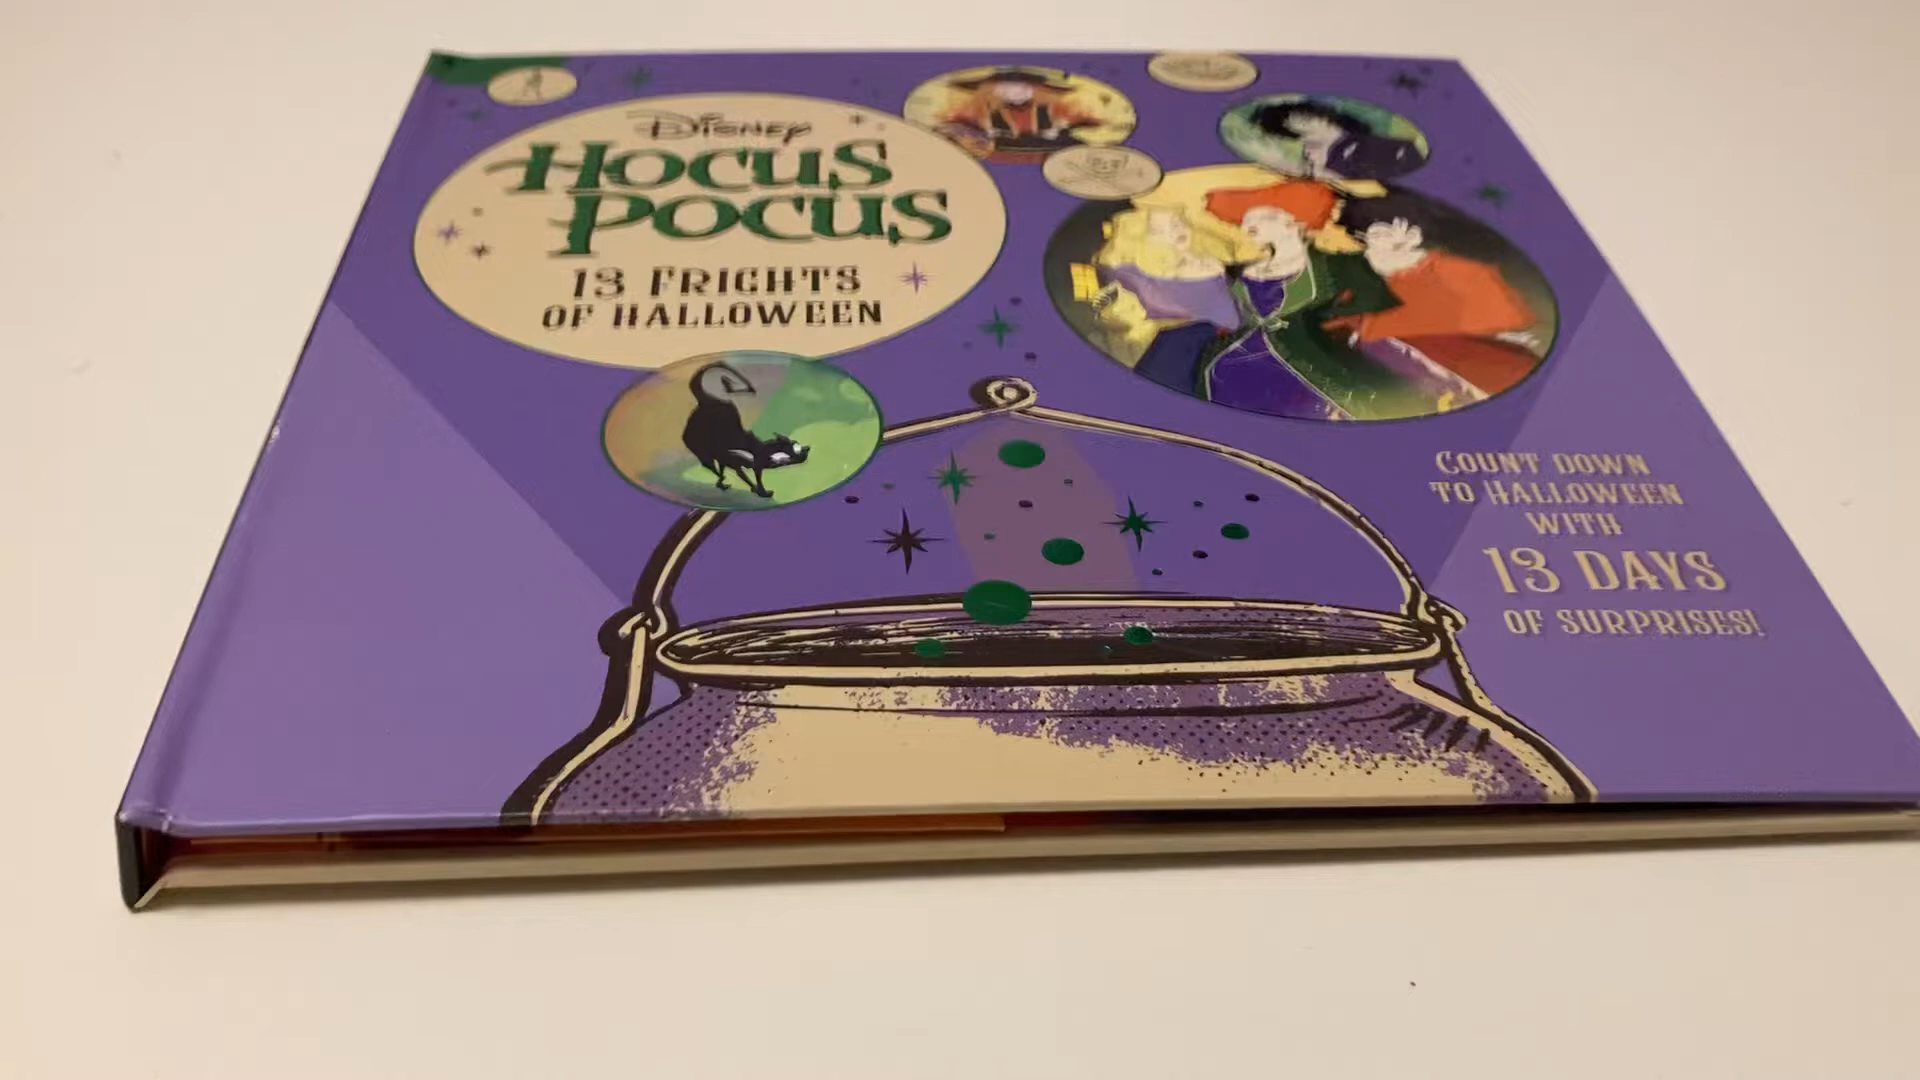 Disney
HOCUS
POCUS
13 FRIGHTS
OF HALLOWEEN
COUNT DOWN
TO HALLOWEEN
WITH
13 DAYS
OF SURPRISES!